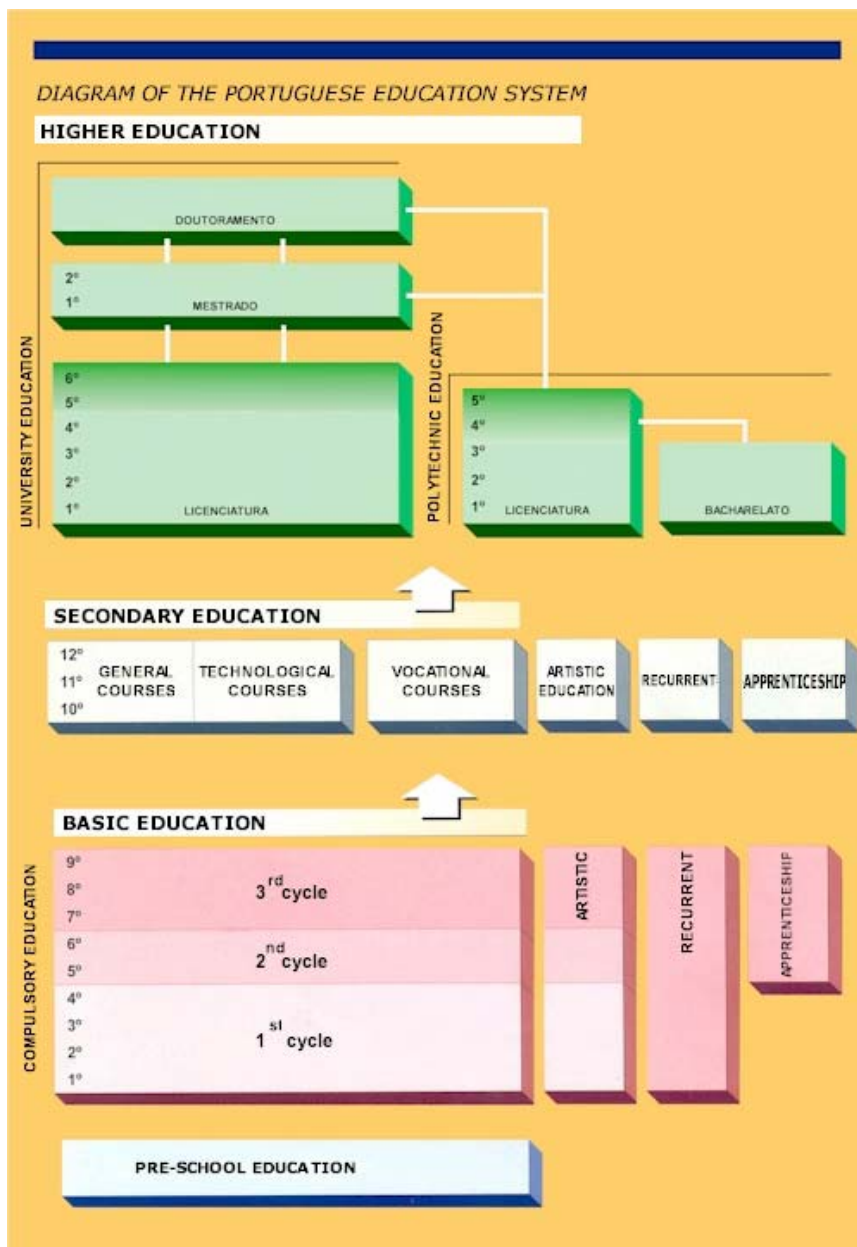 DIAGRAM OF THE PORTUGUESE EDUCATION SYSTEM
HIGHER EDUCATION
UNIVERSITY EDUCATION
DOUTORAMENTO
2º
1º
MESTRADO
6º
5º
4º
3º
2º
1º
LICENCIATURA
POLYTECHNIC EDUCATION
5º
4º
3º
2º
1º
LICENCIATURA
BACHARELATO
SECONDARY EDUCATION
12º
11º
10º
GENERAL
COURSES
TECHNOLOGICAL
COURSES
VOCATIONAL
COURSES
ARTISTIC
EDUCATION
RECURRENT
APPRENTICESHIP
BASIC EDUCATION
COMPULSORY EDUCATION
9º
8º
7º
3rd cycle
6º
5º
2nd cycle
4º
3º
2º
1º
1st cycle
ARTISTIC
RECURRENT
APPRENTICESHIP
PRE-SCHOOL EDUCATION